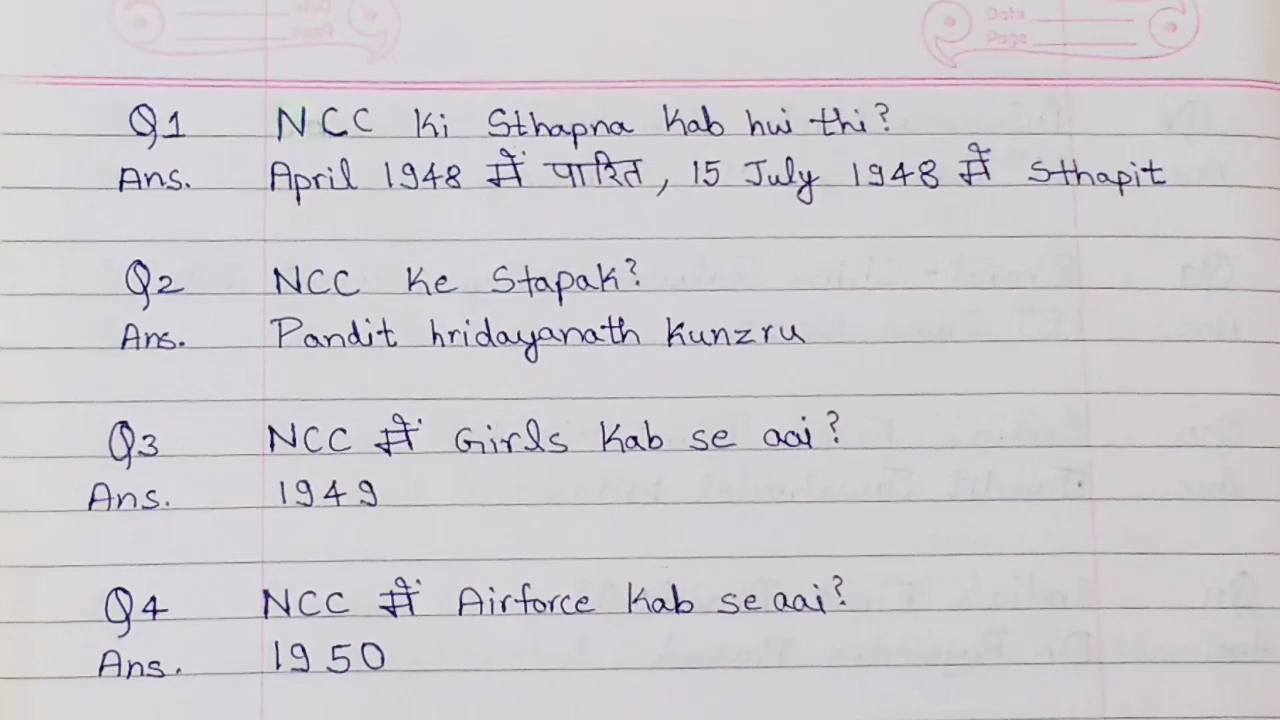 Data
Page
Q1 NCC Ki Sthapna Kab hui thi?
Ans. April 1948 में पारित, 15 July 1948 में Sthapit
Q2 NCC Ke Stapak?
Ans. Pandit hridayanath Kunzru
Q3 NCC में Girls Kab se aai?
Ans. 1949
Q4 NCC में Airforce Kab se aai?
Ans. 1950